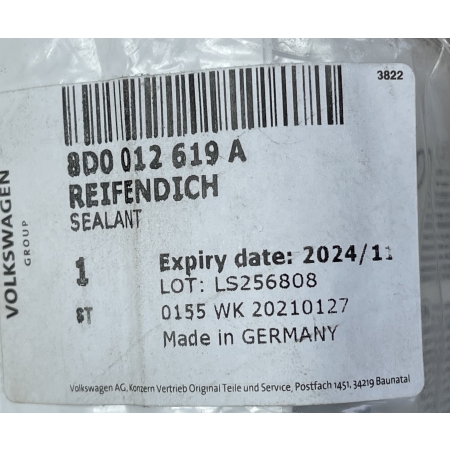 3822
8D0 012 619 A
REIFENDICH
SEALANT
VOLKSWAGEN
GROUP
1
ST
Expiry date: 2024/11
LOT: LS256808
0155 WK 20210127
Made in GERMANY
Volkswagen AG, Konzern Vertrieb Original Teile und Service, Postfach 1451, 34219 Baunatal